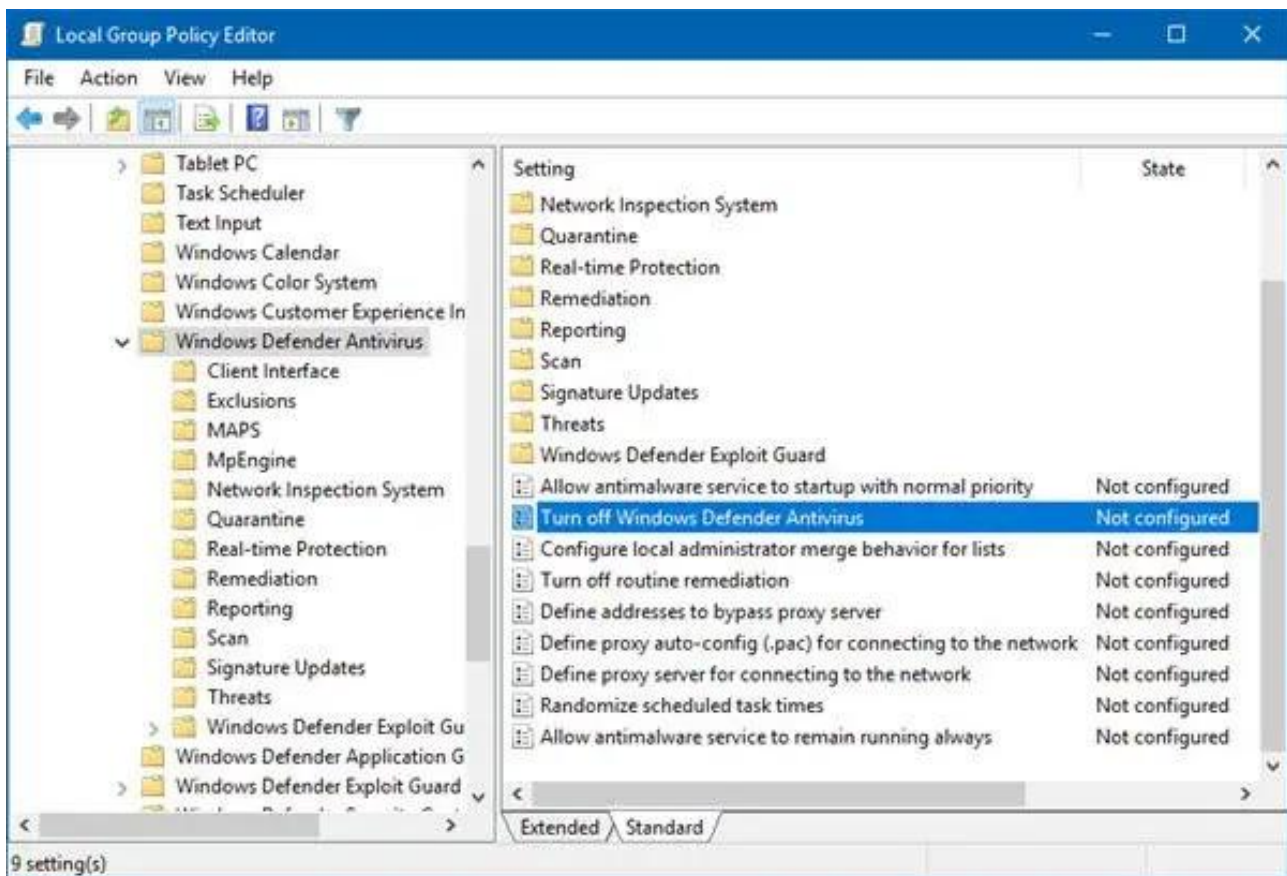 Local Group Policy Editor
File Action View Help
Tablet PC
Task Scheduler
Text Input
Windows Calendar
Windows Color System
Windows Customer Experience In
Windows Defender Antivirus
Client Interface
Exclusions
MAPS
MpEngine
Network Inspection System
Quarantine
Real-time Protection
Remediation
Reporting
Scan
Signature Updates
Threats
Windows Defender Exploit Gu
Windows Defender Application G
Windows Defender Exploit Guard
Setting State
Network Inspection System
Quarantine
Real-time Protection
Remediation
Reporting
Scan
Signature Updates
Threats
Windows Defender Exploit Guard
Allow antimalware service to startup with normal priority Not configured
Turn off Windows Defender Antivirus Not configured
Configure local administrator merge behavior for lists Not configured
Turn off routine remediation Not configured
Define addresses to bypass proxy server Not configured
Define proxy auto-config (.pac) for connecting to the network Not configured
Define proxy server for connecting to the network Not configured
Randomize scheduled task times Not configured
Allow antimalware service to remain running always Not configured
Extended Standard
9 setting(s)